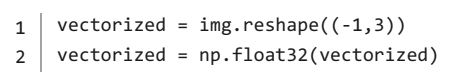 1 vectorized = img.reshape((-1,3))
2 vectorized = np.float32(vectorized)